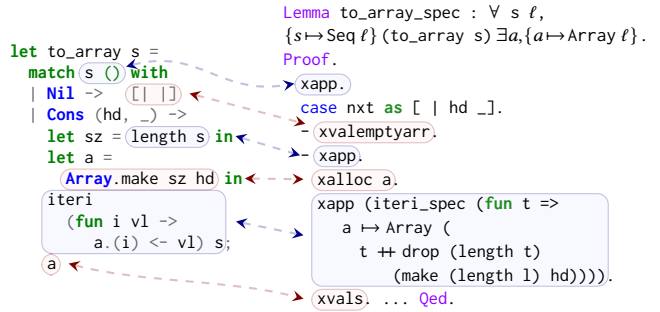 let to_array s =
match s () with
| Nil -> [| |]
| Cons (hd, _) ->
let sz = length s in
let a =
Array.make sz hd in
iteri
(fun i vl ->
a.(i) <- vl) s;
a
Lemma to_array_spec : ∀ s ℓ,
{s ↦ Seq ℓ} (to_array s) ∃a,{a ↦ Array ℓ}.
Proof.
xapp.
case nxt as [ | hd _].
- xvalemptyarr.
- xapp.
xalloc a.
xapp (iteri_spec (fun t =>
a ↦ Array (
t ++ drop (length t)
(make (length l) hd)))).
xvals. ... Qed.